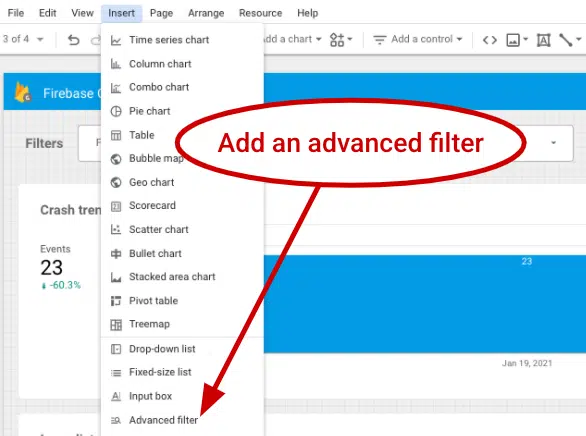 File Edit View Insert Page Arrange Resource Help
3 of 4 Add a chart Add a control
Firebase
Filters
Add an advanced filter
Time series chart
Column chart
Combo chart
Pie chart
Table
Bubble map
Geo chart
Scorecard
Scatter chart
Bullet chart
Stacked area chart
Pivot table
Treemap
Drop-down list
Fixed-size list
Input box
Advanced filter
Crash
Events
23
-60.3%
23
Jan 19, 2021